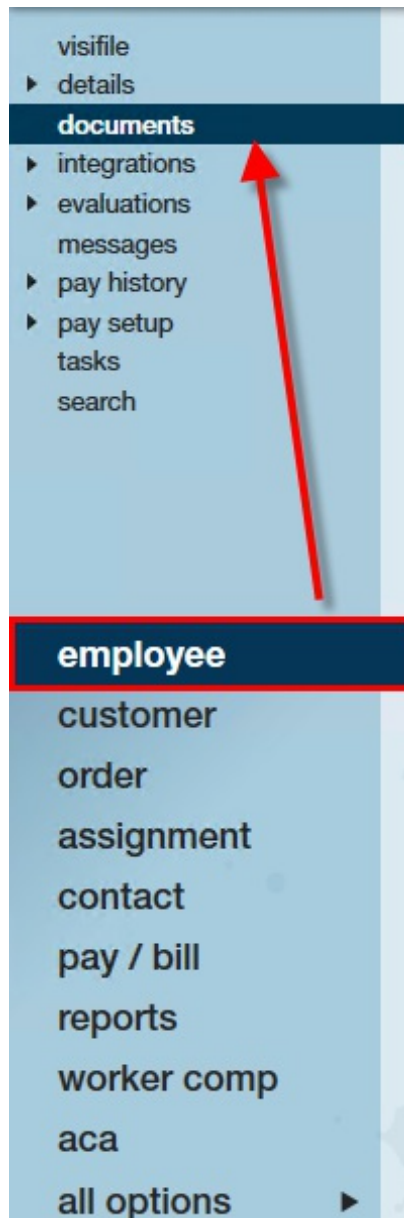 visifile
details
documents
integrations
evaluations
messages
pay history
pay setup
tasks
search
employee
customer
order
assignment
contact
pay / bill
reports
worker comp
aca
all options